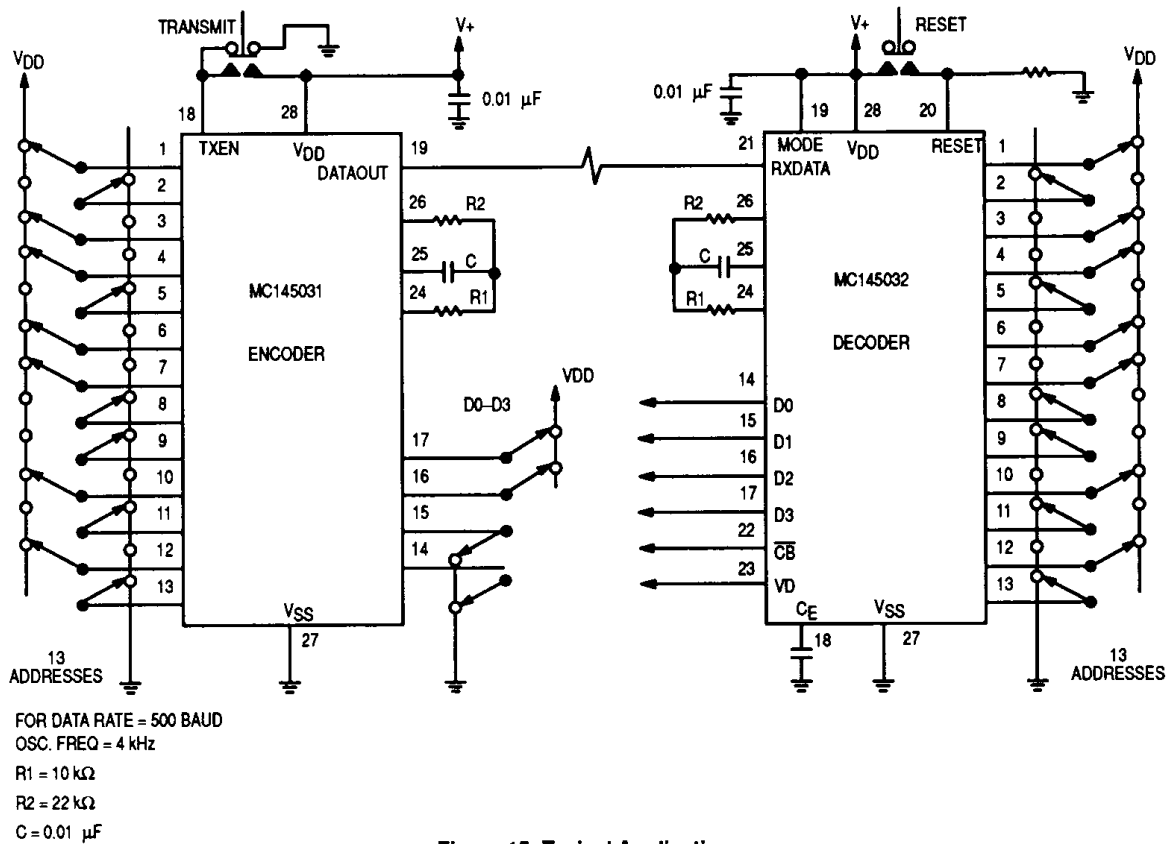 TRANSMIT
V+
VDD
0.01 μF
18
28
TXEN
VDD
19
DATAOUT
1
2
3
4
5
6
7
8
9
10
11
12
13
26
R2
25
C
24
R1
MC145031
ENCODER
D0–D3
VDD
17
16
15
14
VSS
27
13
ADDRESSES
V+
RESET
VDD
0.01 μF
19
28
20
21
MODE
VDD
RESET
RXDATA
R2
26
C
25
R1
24
MC145032
DECODER
14
D0
15
D1
16
D2
17
D3
22
C̅B̅
23
VD
CE
18
VSS
27
1
2
3
4
5
6
7
8
9
10
11
12
13
13
ADDRESSES
FOR DATA RATE = 500 BAUD
OSC. FREQ = 4 kHz
R1 = 10 kΩ
R2 = 22 kΩ
C = 0.01 μF